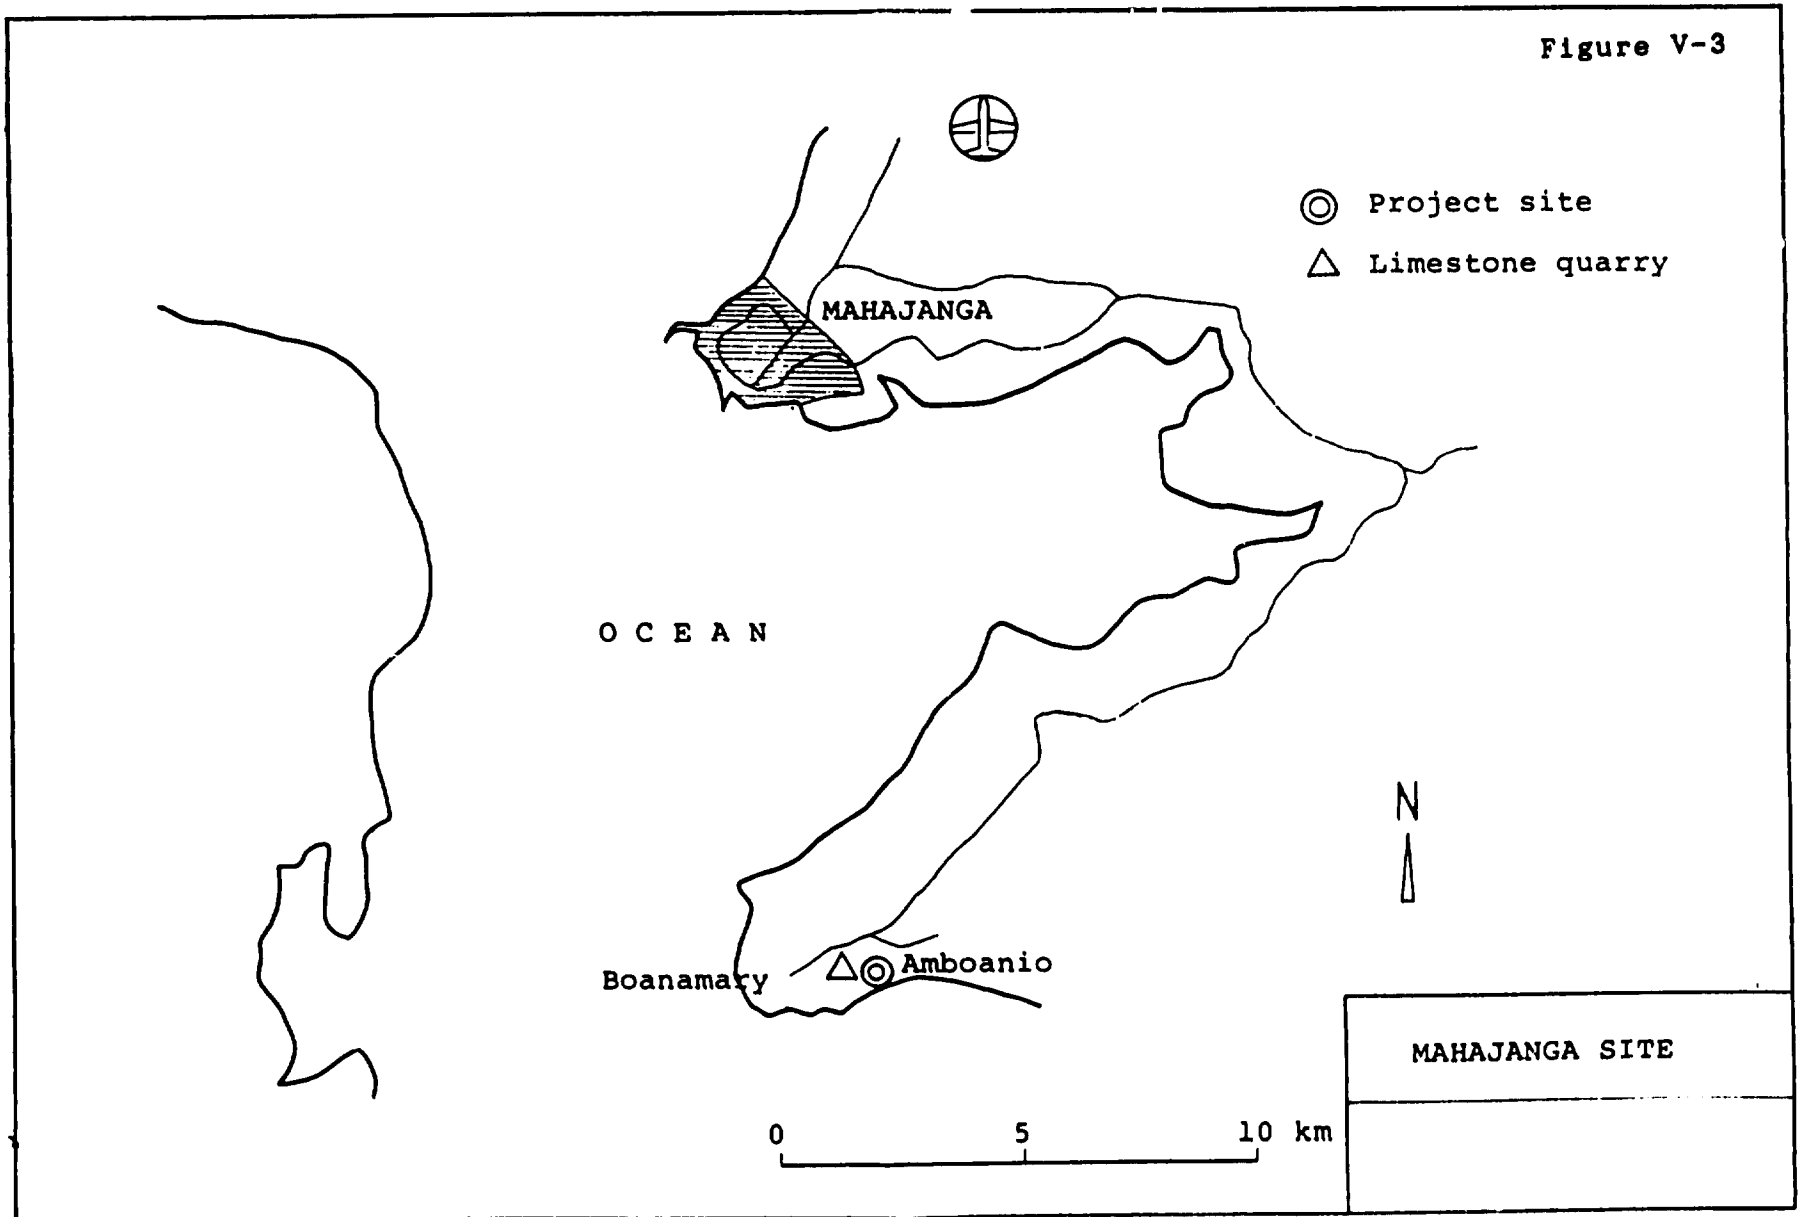 Figure V-3
Project site
Limestone quarry
MAHAJANGA
OCEAN
N
Amboanio
Boanamary
MAHAJANGA SITE
0 5 10 km